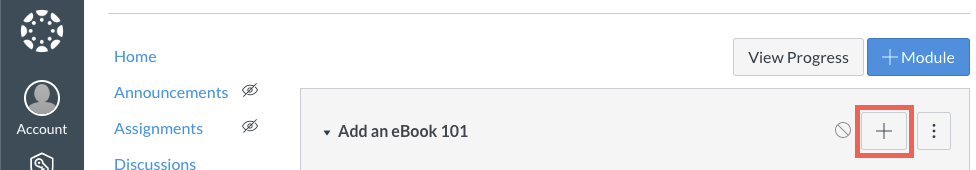 Home
View Progress
+ Module
Announcements
Account
Assignments
Add an eBook 101
Discussions